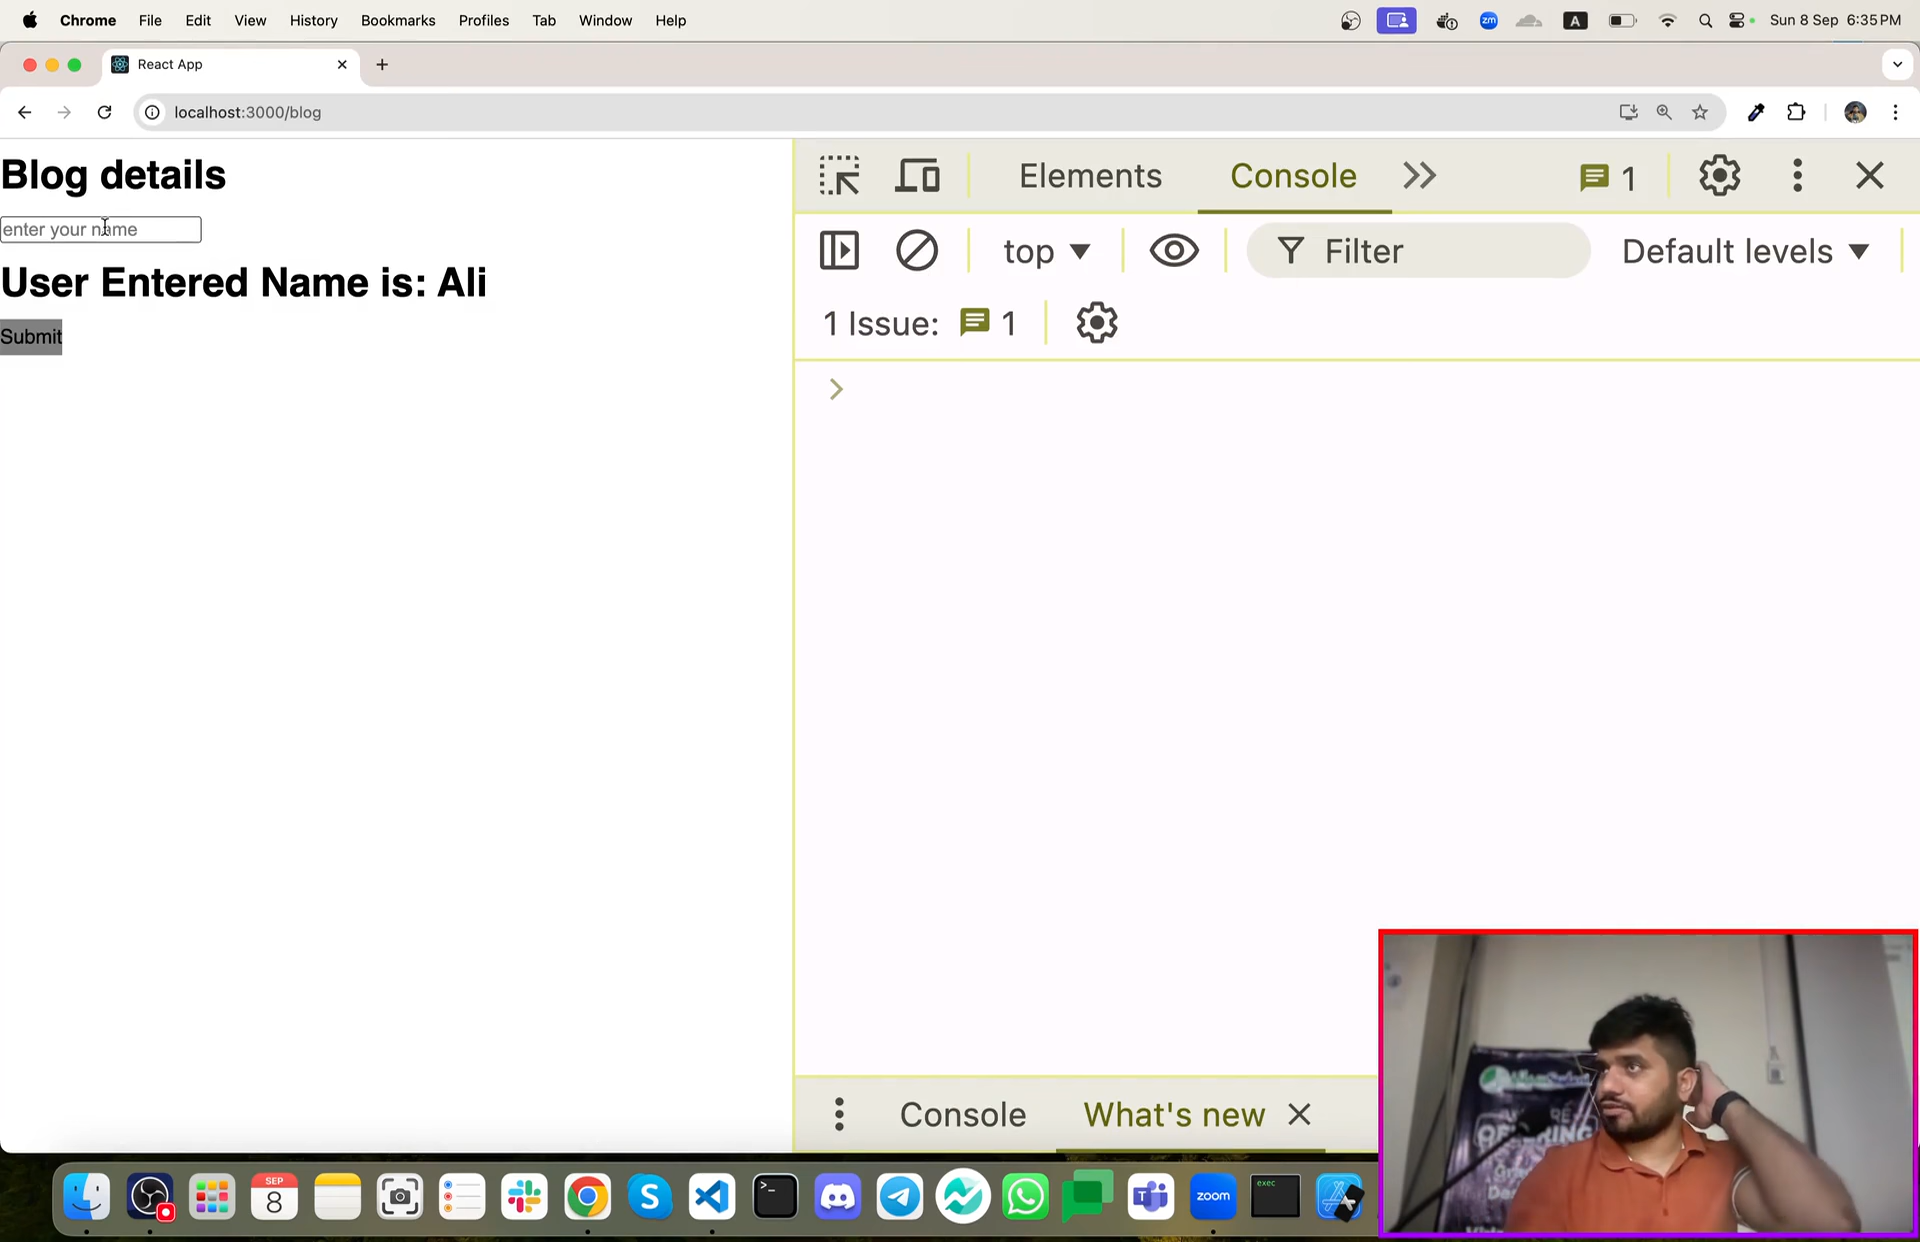 Chrome File Edit View History Bookmarks Profiles Tab Window Help
zm A Sun 8 Sep 6:35 PM
React App
localhost:3000/blog
Blog details
enter your name
User Entered Name is: Ali
Submit
Elements Console 1
top Filter Default levels
1 Issue: 1
Console What's new
SEP
8
S
T
zoom
exec